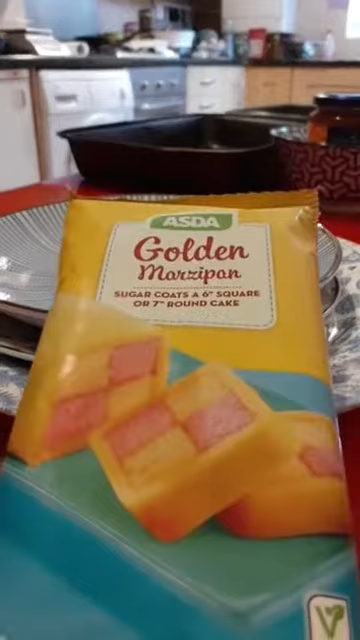 ASDA
Golden
Marzipan
SUGAR COATS A 6" SQUARE
OR 7" ROUND CAKE
V